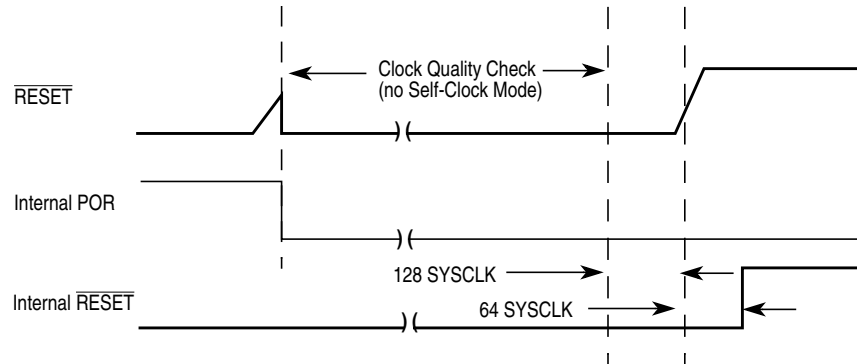 Clock Quality Check
(no Self-Clock Mode)
RESET
Internal POR
128 SYSCLK
Internal RESET
64 SYSCLK